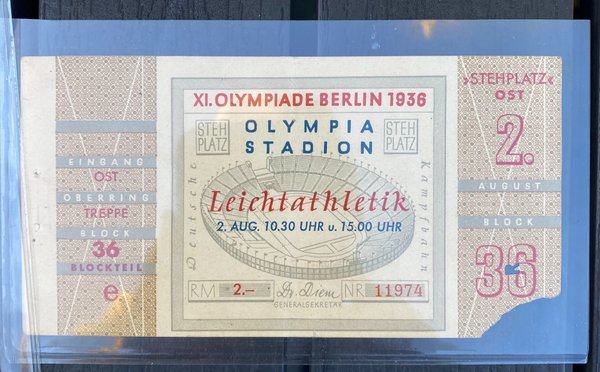 EINGANG
OST
OBERRING
TREPPE
BLOCK
36
BLOCKTEIL
e
XI. OLYMPIADE BERLIN 1936
STEH
PLATZ
OLYMPIA
STADION
STEH
PLATZ
Deutsche
Kampfbahn
Leichtathletik
2. AUG. 10.30 UHR u. 15.00 UHR
RM 2.- Dr. Diem NR 11974
GENERALSEKRETÄR
»STEHPLATZ«
OST
2.
AUGUST
BLOCK
36